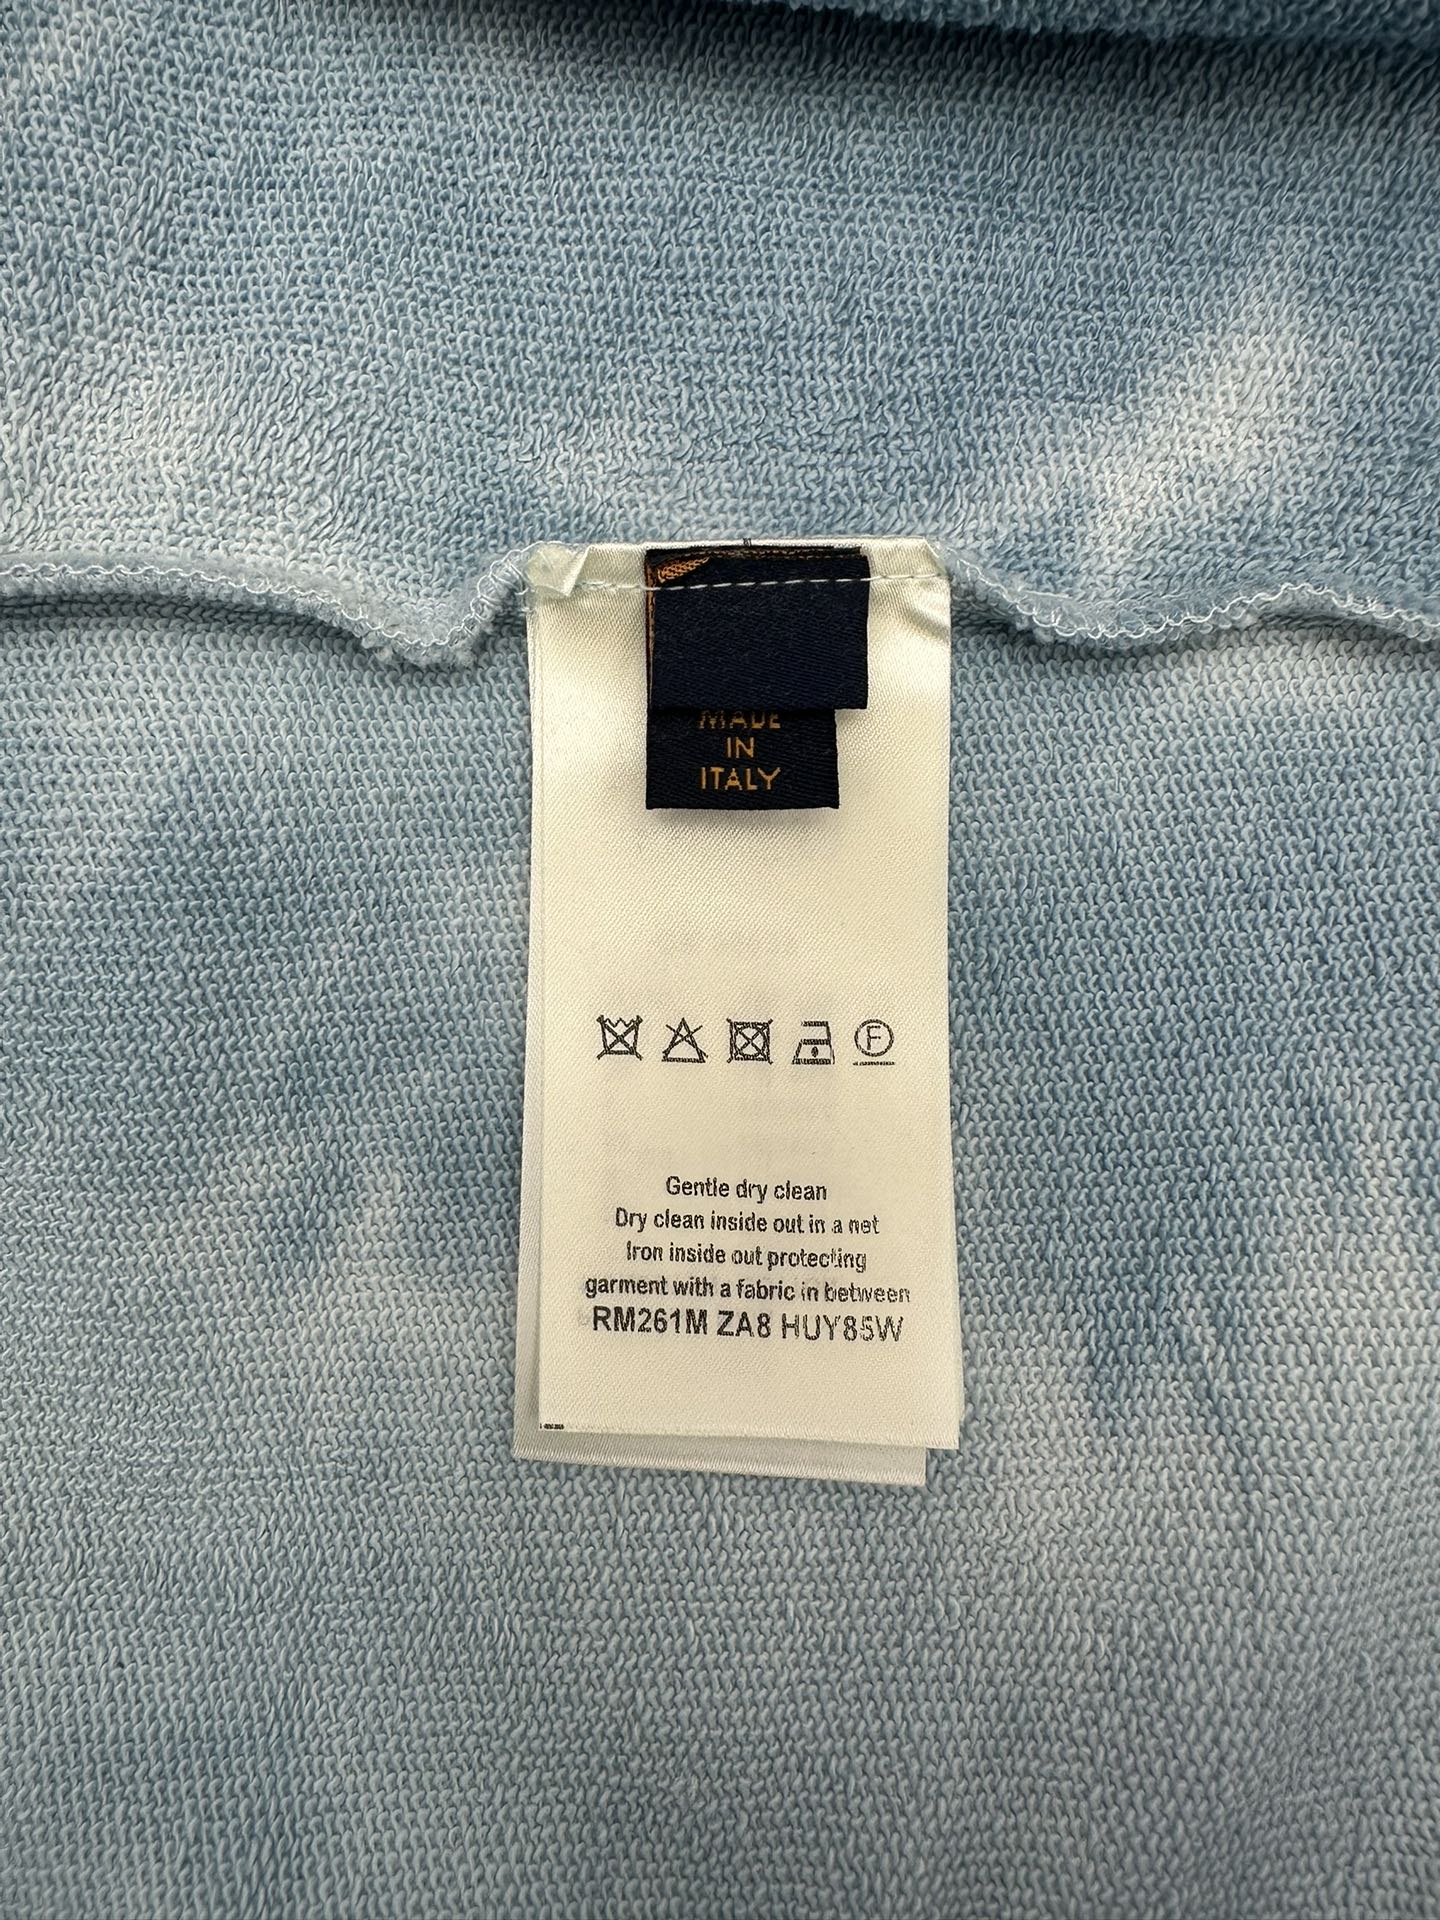 MADE
IN
ITALY
F
Gentle dry clean
Dry clean inside out in a net
Iron inside out protecting
garment with a fabric in between
RM261M ZA8 HUY85W